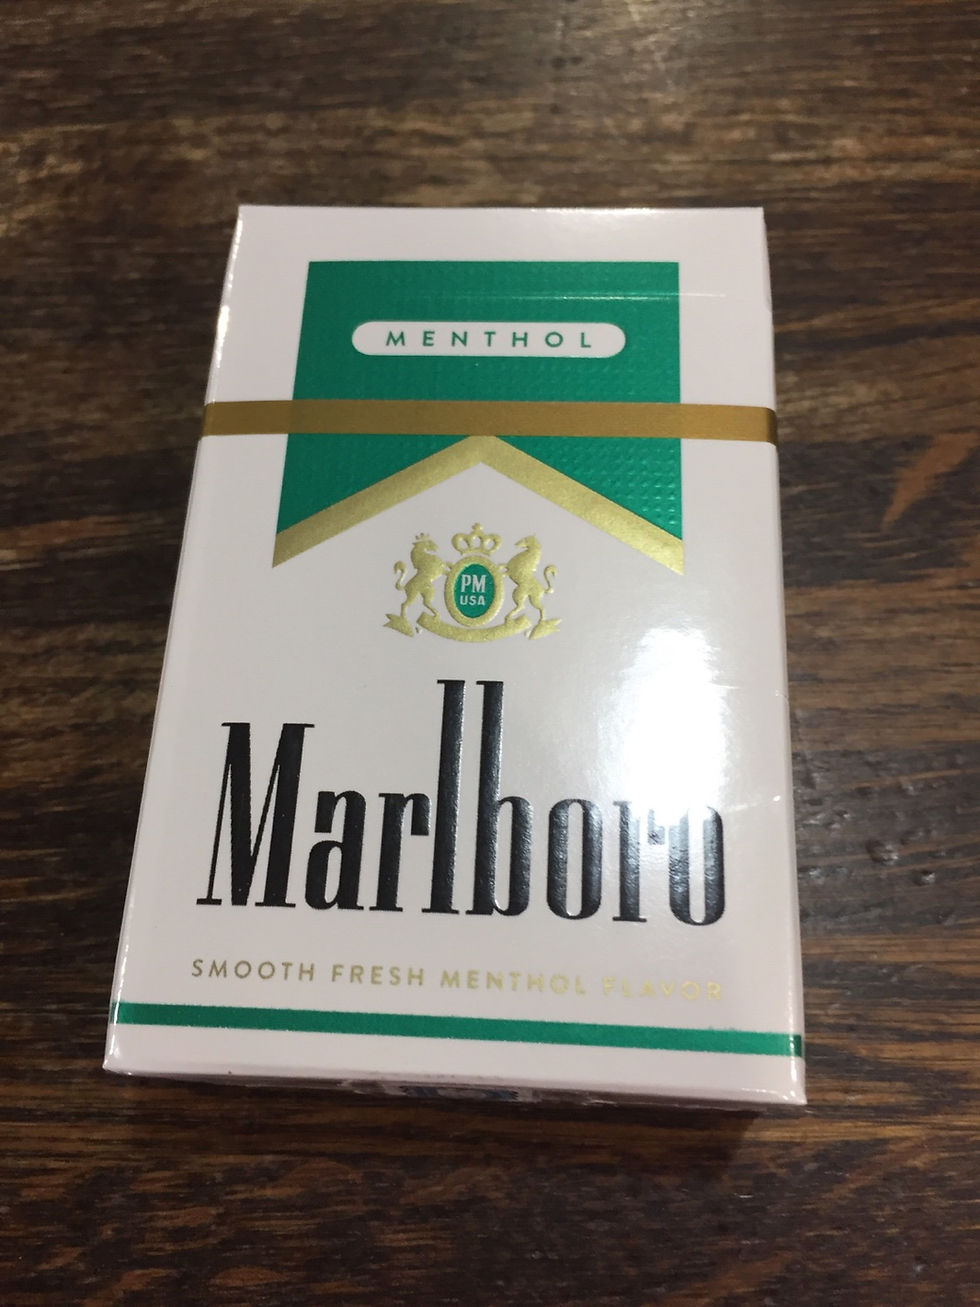 MENTHOL
PM
USA
Marlboro
SMOOTH FRESH MENTHOL FLAVOR